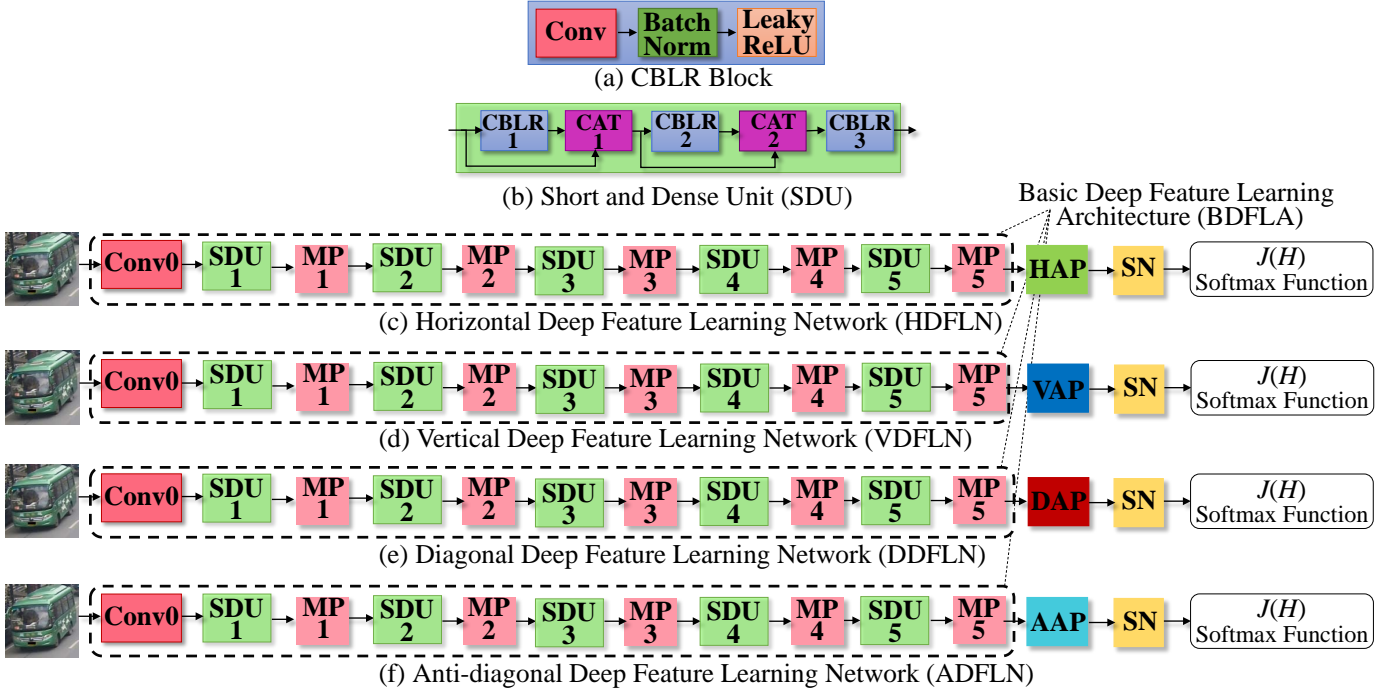 Conv
Batch
Norm
Leaky
ReLU
(a) CBLR Block
CBLR
1
CAT
1
CBLR
2
CAT
2
CBLR
3
(b) Short and Dense Unit (SDU)
Basic Deep Feature Learning
Architecture (BDFLA)
Conv0
SDU
1
MP
1
SDU
2
MP
2
SDU
3
MP
3
SDU
4
MP
4
SDU
5
MP
5
HAP
SN
J(H)
Softmax Function
(c) Horizontal Deep Feature Learning Network (HDFLN)
Conv0
SDU
1
MP
1
SDU
2
MP
2
SDU
3
MP
3
SDU
4
MP
4
SDU
5
MP
5
VAP
SN
J(H)
Softmax Function
(d) Vertical Deep Feature Learning Network (VDFLN)
Conv0
SDU
1
MP
1
SDU
2
MP
2
SDU
3
MP
3
SDU
4
MP
4
SDU
5
MP
5
DAP
SN
J(H)
Softmax Function
(e) Diagonal Deep Feature Learning Network (DDFLN)
Conv0
SDU
1
MP
1
SDU
2
MP
2
SDU
3
MP
3
SDU
4
MP
4
SDU
5
MP
5
AAP
SN
J(H)
Softmax Function
(f) Anti-diagonal Deep Feature Learning Network (ADFLN)